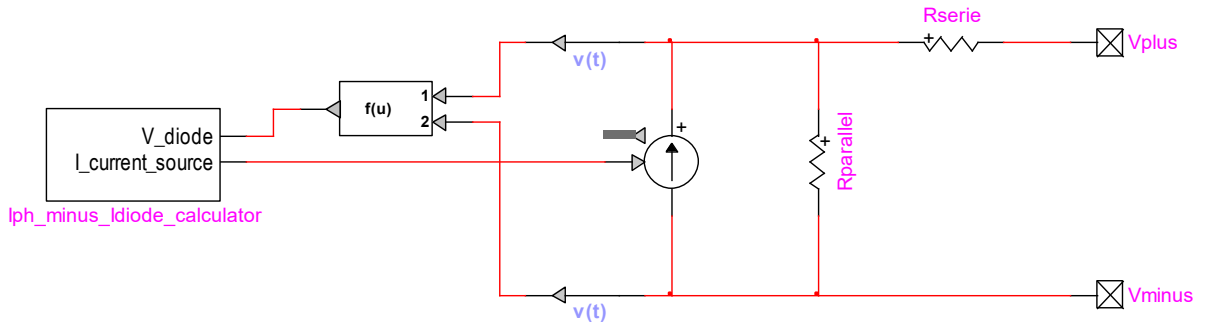 Rserie
+
Vplus
v(t)
1
f(u)
2
V_diode
I_current_source
Iph_minus_Idiode_calculator
+
+
Rparallel
v(t)
Vminus